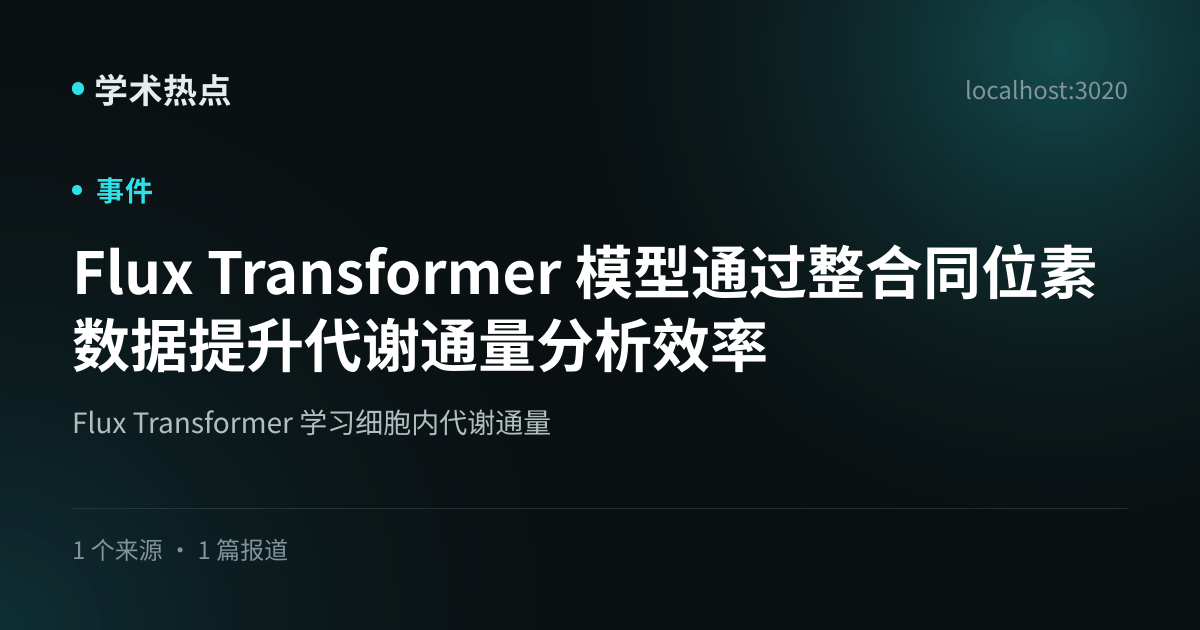 学术热点
localhost:3020
事件
Flux Transformer 模型通过整合同位素
数据提升代谢通量分析效率
Flux Transformer 学习细胞内代谢通量
1 个来源 • 1 篇报道